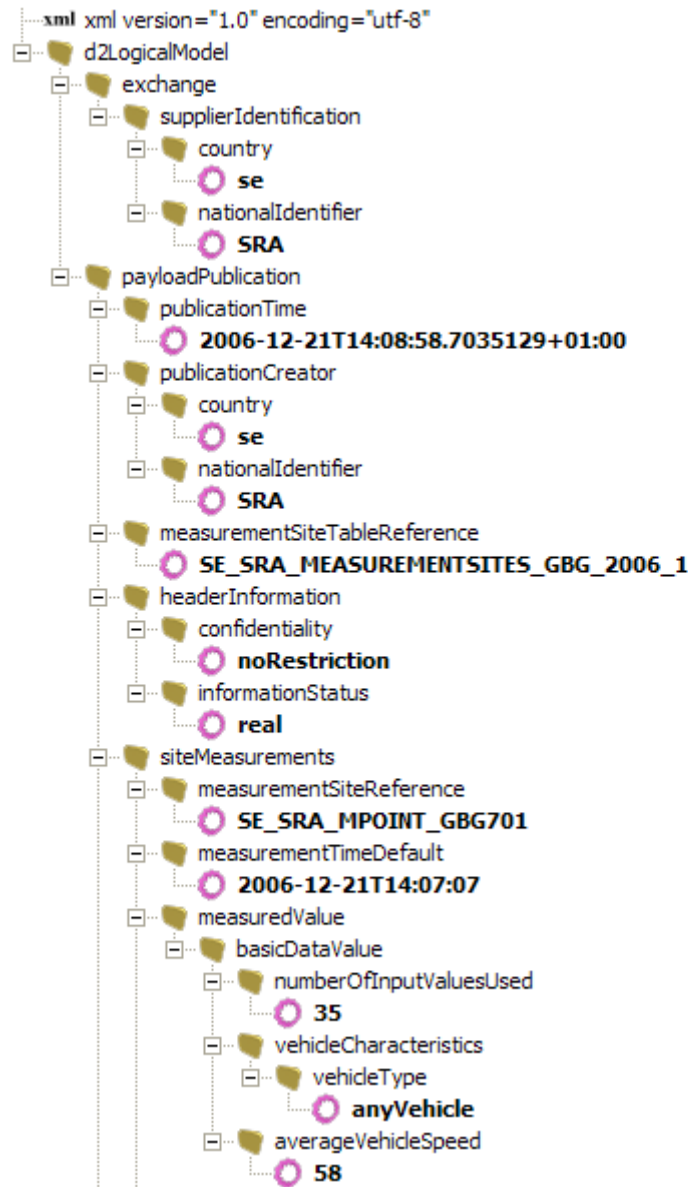 xml xml version="1.0" encoding="utf-8"
d2LogicalModel
exchange
supplierIdentification
country
se
nationalIdentifier
SRA
payloadPublication
publicationTime
2006-12-21T14:08:58.7035129+01:00
publicationCreator
country
se
nationalIdentifier
SRA
measurementSiteTableReference
SE_SRA_MEASUREMENTSITES_GBG_2006_1
headerInformation
confidentiality
noRestriction
informationStatus
real
siteMeasurements
measurementSiteReference
SE_SRA_MPOINT_GBG701
measurementTimeDefault
2006-12-21T14:07:07
measuredValue
basicDataValue
numberOfInputValuesUsed
35
vehicleCharacteristics
vehicleType
anyVehicle
averageVehicleSpeed
58